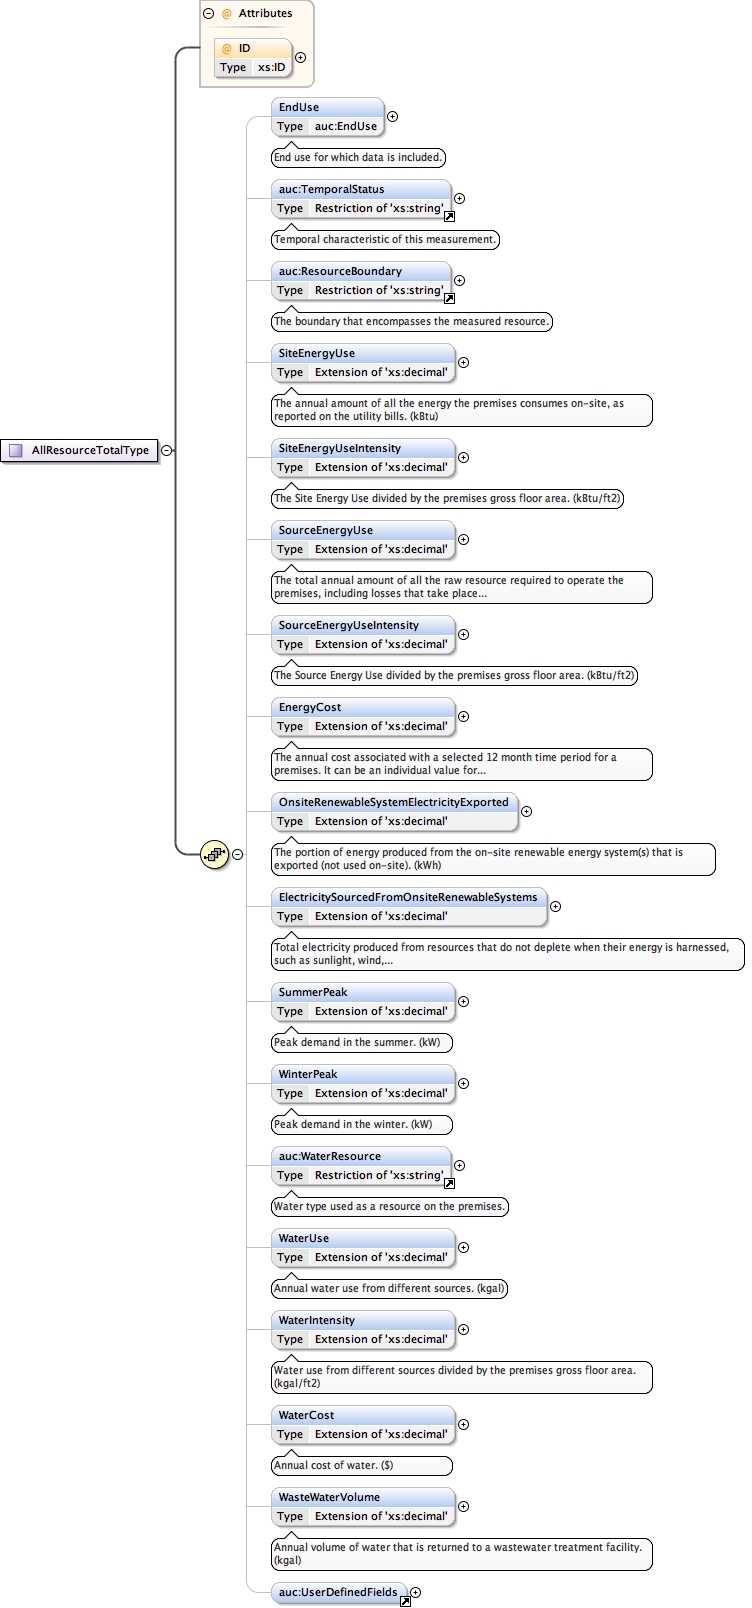 Attributes
ID
Type xs:ID
EndUse
Type auc:EndUse
End use for which data is included.
auc:TemporalStatus
Type Restriction of 'xs:string'
Temporal characteristic of this measurement.
auc:ResourceBoundary
Type Restriction of 'xs:string'
The boundary that encompasses the measured resource.
SiteEnergyUse
Type Extension of 'xs:decimal'
The annual amount of all the energy the premises consumes on-site, as
reported on the utility bills. (kBtu)
AllResourceTotalType
SiteEnergyUseIntensity
Type Extension of 'xs:decimal'
The Site Energy Use divided by the premises gross floor area. (kBtu/ft2)
SourceEnergyUse
Type Extension of 'xs:decimal'
The total annual amount of all the raw resource required to operate the
premises, including losses that take place...
SourceEnergyUseIntensity
Type Extension of 'xs:decimal'
The Source Energy Use divided by the premises gross floor area. (kBtu/ft2)
EnergyCost
Type Extension of 'xs:decimal'
The annual cost associated with a selected 12 month time period for a
premises. It can be an individual value for...
OnsiteRenewableSystemElectricityExported
Type Extension of 'xs:decimal'
The portion of energy produced from the on-site renewable energy system(s) that is
exported (not used on-site). (kWh)
ElectricitySourcedFromOnsiteRenewableSystems
Type Extension of 'xs:decimal'
Total electricity produced from resources that do not deplete when their energy is harnessed,
such as sunlight, wind,...
SummerPeak
Type Extension of 'xs:decimal'
Peak demand in the summer. (kW)
WinterPeak
Type Extension of 'xs:decimal'
Peak demand in the winter. (kW)
auc:WaterResource
Type Restriction of 'xs:string'
Water type used as a resource on the premises.
WaterUse
Type Extension of 'xs:decimal'
Annual water use from different sources. (kgal)
WaterIntensity
Type Extension of 'xs:decimal'
Water use from different sources divided by the premises gross floor area.
(kgal/ft2)
WaterCost
Type Extension of 'xs:decimal'
Annual cost of water. ($)
WasteWaterVolume
Type Extension of 'xs:decimal'
Annual volume of water that is returned to a wastewater treatment facility.
(kgal)
auc:UserDefinedFields